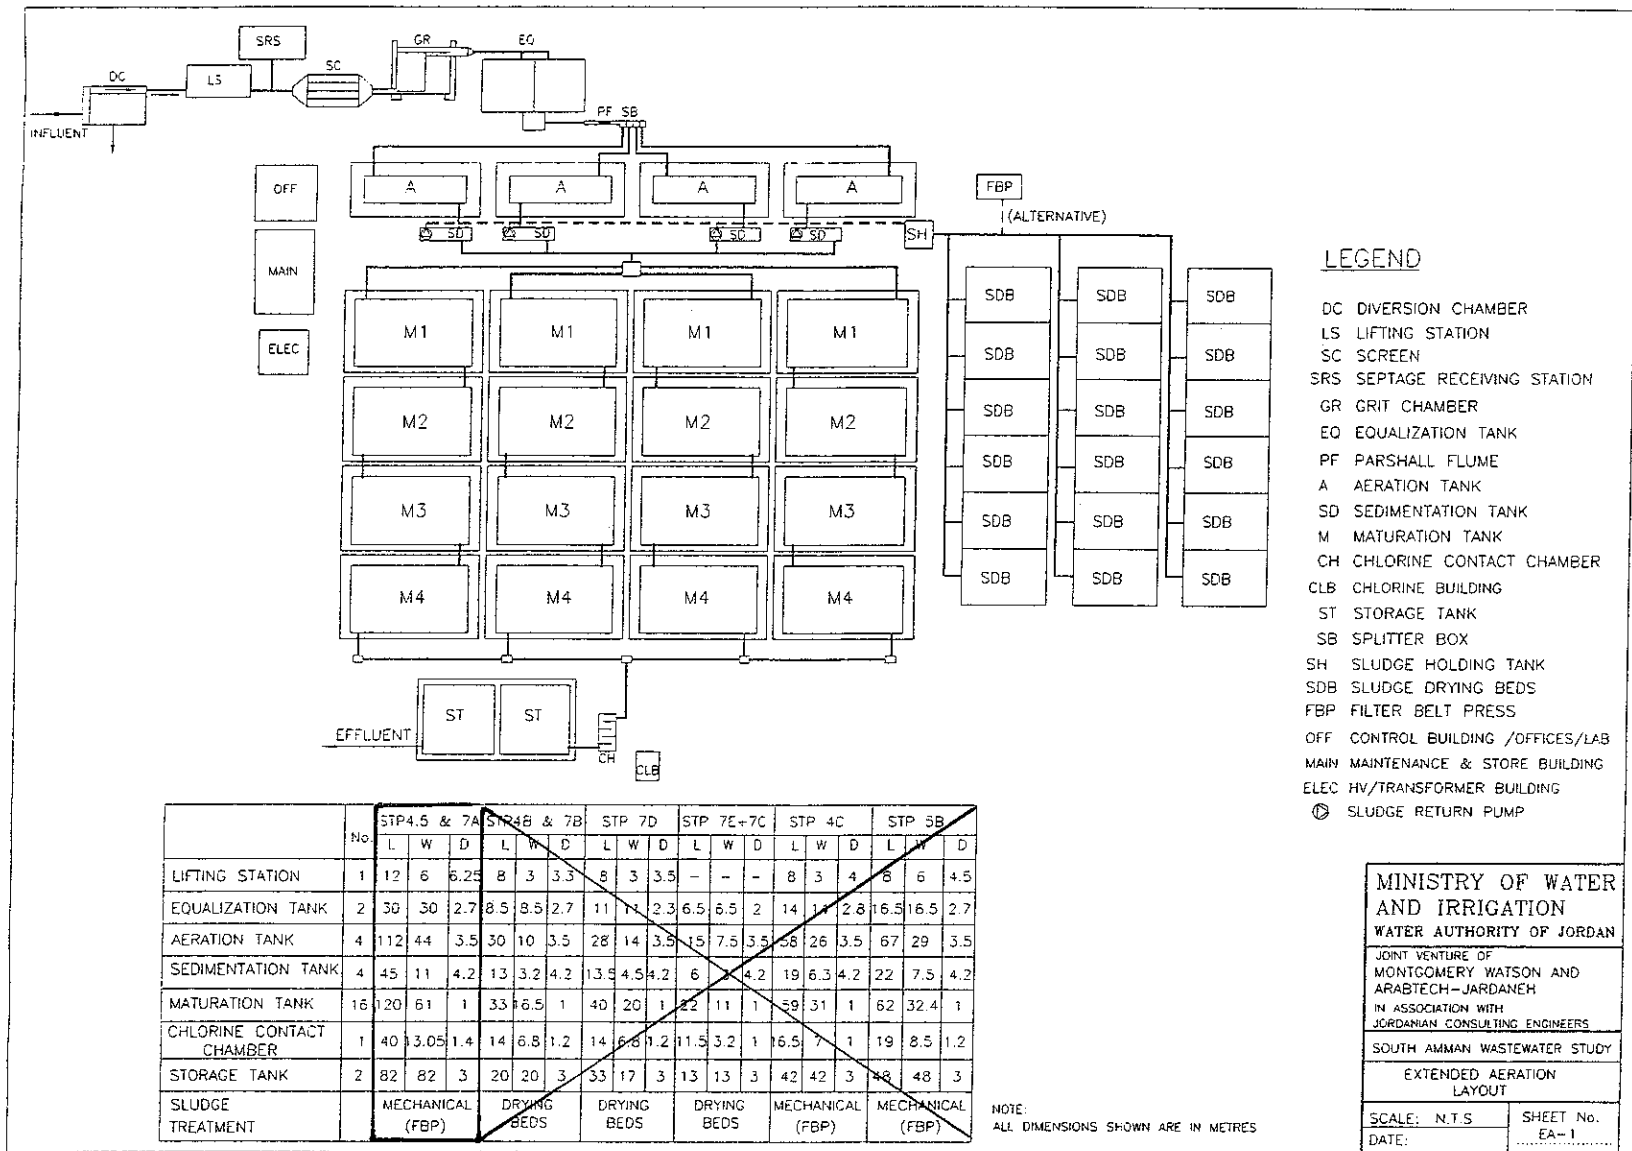 SRS
GR
EQ
DC
LS
SC
INFLUENT
PF SB
OFF
A A A A
FBP
(ALTERNATIVE)
SD SD SD SD
SH
MAIN
ELEC
M1 M1 M1 M1
M2 M2 M2 M2
M3 M3 M3 M3
M4 M4 M4 M4
SDB SDB SDB
SDB SDB SDB
SDB SDB SDB
SDB SDB SDB
SDB SDB SDB
SDB SDB SDB
ST ST
EFFLUENT
CH
CLB
LEGEND
DC DIVERSION CHAMBER
LS LIFTING STATION
SC SCREEN
SRS SEPTAGE RECEIVING STATION
GR GRIT CHAMBER
EQ EQUALIZATION TANK
PF PARSHALL FLUME
A AERATION TANK
SD SEDIMENTATION TANK
M MATURATION TANK
CH CHLORINE CONTACT CHAMBER
CLB CHLORINE BUILDING
ST STORAGE TANK
SB SPLITTER BOX
SH SLUDGE HOLDING TANK
SDB SLUDGE DRYING BEDS
FBP FILTER BELT PRESS
OFF CONTROL BUILDING /OFFICES/LAB
MAIN MAINTENANCE & STORE BUILDING
ELEC HV/TRANSFORMER BUILDING
SLUDGE RETURN PUMP
No. STP4.5 & 7A STP4B & 7B STP 7D STP 7E+7C STP 4C STP 5B
L W D L W D L W D L W D L W D L W D
LIFTING STATION 1 12 6 6.25 8 3 3.3 8 3 3.5 - - - 8 3 4 8 6 4.5
EQUALIZATION TANK 2 30 30 2.7 8.5 8.5 2.7 11 11 2.3 6.5 6.5 2 14 14 2.8 16.5 16.5 2.7
AERATION TANK 4 112 44 3.5 30 10 3.5 28 14 3.5 15 7.5 3.5 58 26 3.5 67 29 3.5
SEDIMENTATION TANK 4 45 11 4.2 13 3.2 4.2 13.5 4.5 4.2 6 4.2 19 6.3 4.2 22 7.5 4.2
MATURATION TANK 16 120 61 1 33 16.5 1 40 20 1 22 11 1 59 31 1 62 32.4 1
CHLORINE CONTACT
CHAMBER 1 40 13.05 1.4 14 6.8 1.2 14 6.8 1.2 11.5 3.2 1 16.5 7 1 19 8.5 1.2
STORAGE TANK 2 82 82 3 20 20 3 33 17 3 13 13 3 42 42 3 48 48 3
SLUDGE MECHANICAL DRYING DRYING DRYING MECHANICAL MECHANICAL
TREATMENT (FBP) BEDS BEDS BEDS (FBP) (FBP)
NOTE:
ALL DIMENSIONS SHOWN ARE IN METRES
MINISTRY OF WATER
AND IRRIGATION
WATER AUTHORITY OF JORDAN
JOINT VENTURE OF
MONTGOMERY WATSON AND
ARABTECH-JARDANEH
IN ASSOCIATION WITH
JORDANIAN CONSULTING ENGINEERS
SOUTH AMMAN WASTEWATER STUDY
EXTENDED AERATION
LAYOUT
SCALE: N.T.S SHEET No.
DATE: EA-1